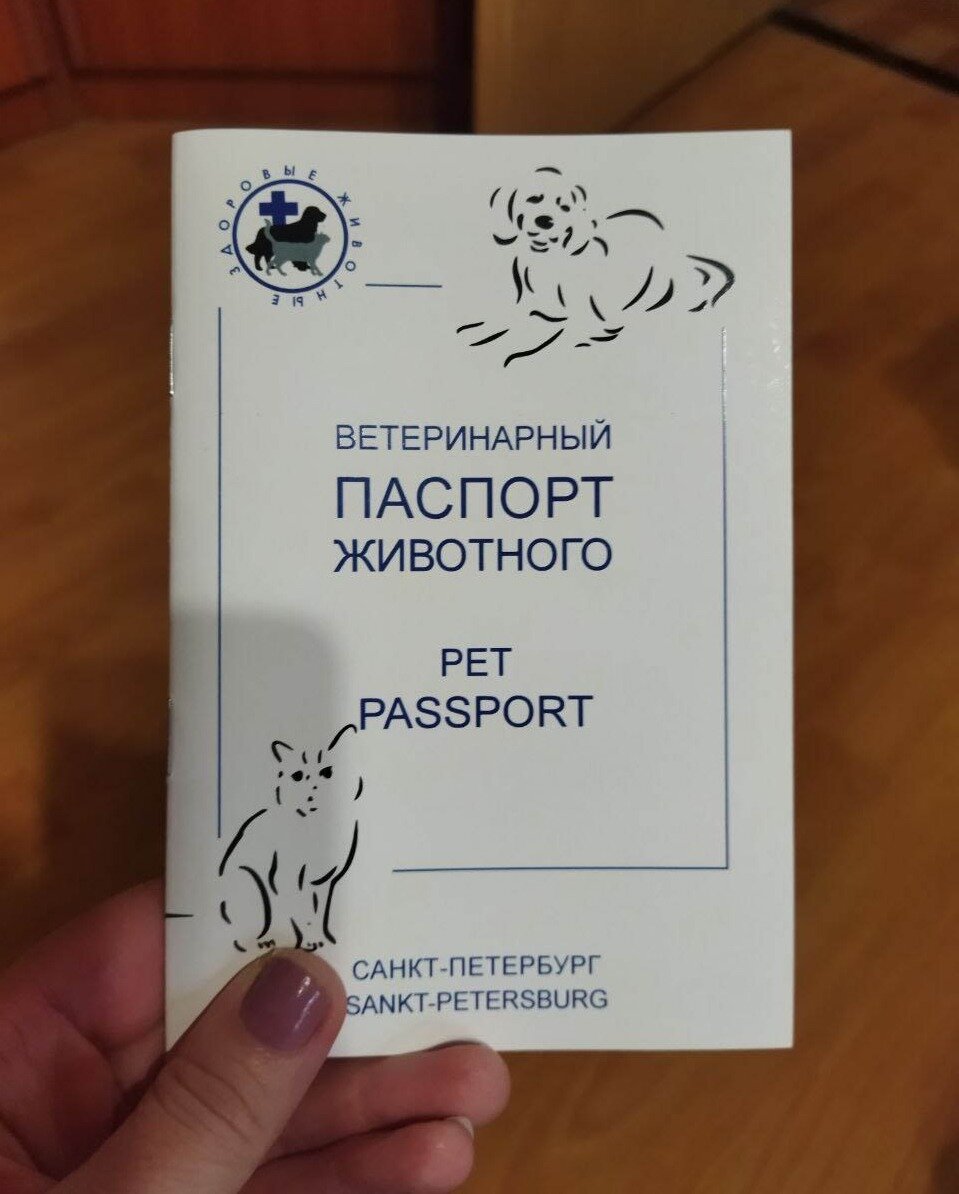 ЗДОРОВЫЕ ЖИВОТНЫЕ
ВЕТЕРИНАРНЫЙ
ПАСПОРТ
ЖИВОТНОГО
PET
PASSPORT
САНКТ-ПЕТЕРБУРГ
SANKT-PETERSBURG